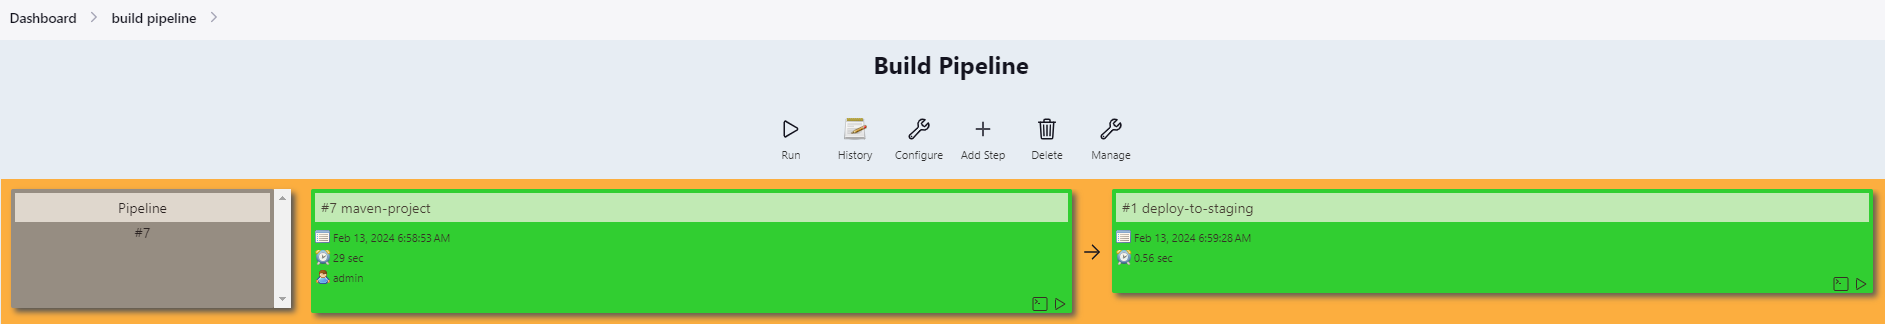 Dashboard > build pipeline >
Build Pipeline
Run History Configure Add Step Delete Manage
Pipeline
#7
#7 maven-project
Feb 13, 2024 6:58:53 AM
29 sec
admin
#1 deploy-to-staging
Feb 13, 2024 6:59:28 AM
0.56 sec